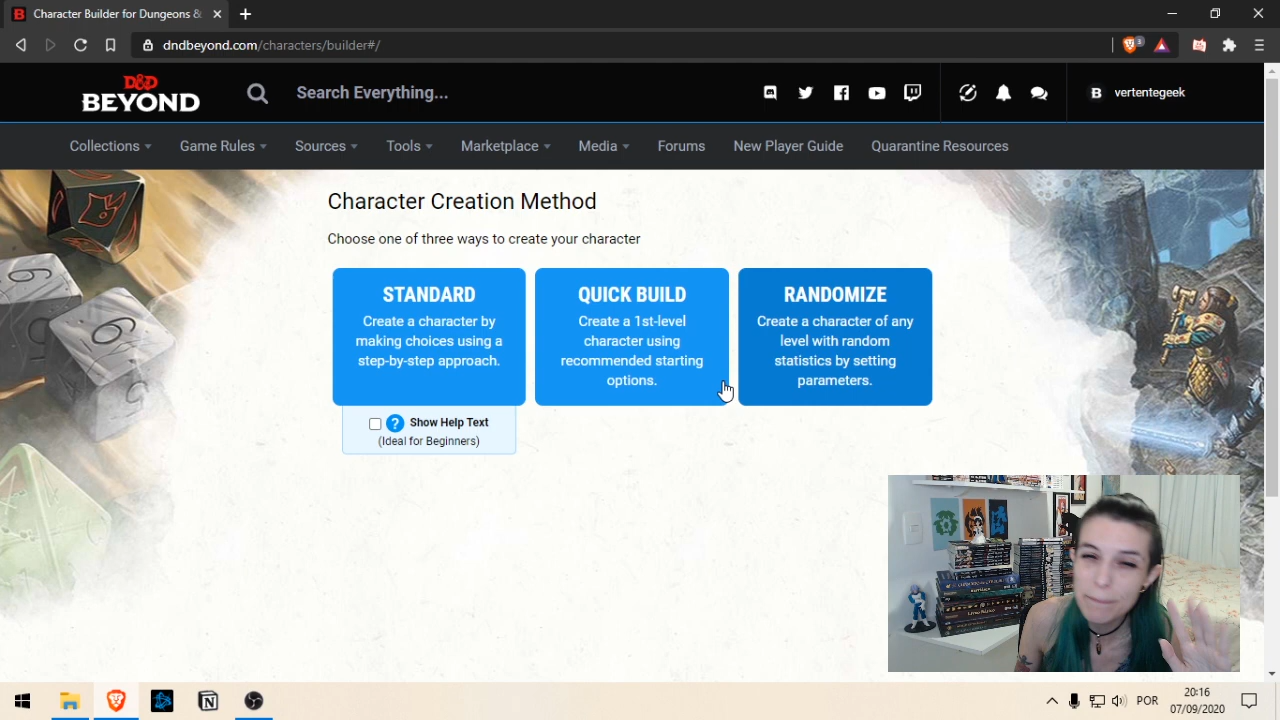 Character Builder for Dungeons &
dndbeyond.com/characters/builder#/
3
D&D
BEYOND
Search Everything...
B vertentegeek
Collections
Game Rules
Sources
Tools
Marketplace
Media
Forums
New Player Guide
Quarantine Resources
Character Creation Method
Choose one of three ways to create your character
STANDARD
Create a character by
making choices using a
step-by-step approach.
QUICK BUILD
Create a 1st-level
character using
recommended starting
options.
RANDOMIZE
Create a character of any
level with random
statistics by setting
parameters.
? Show Help Text
(Ideal for Beginners)
POR
20:16
07/09/2020